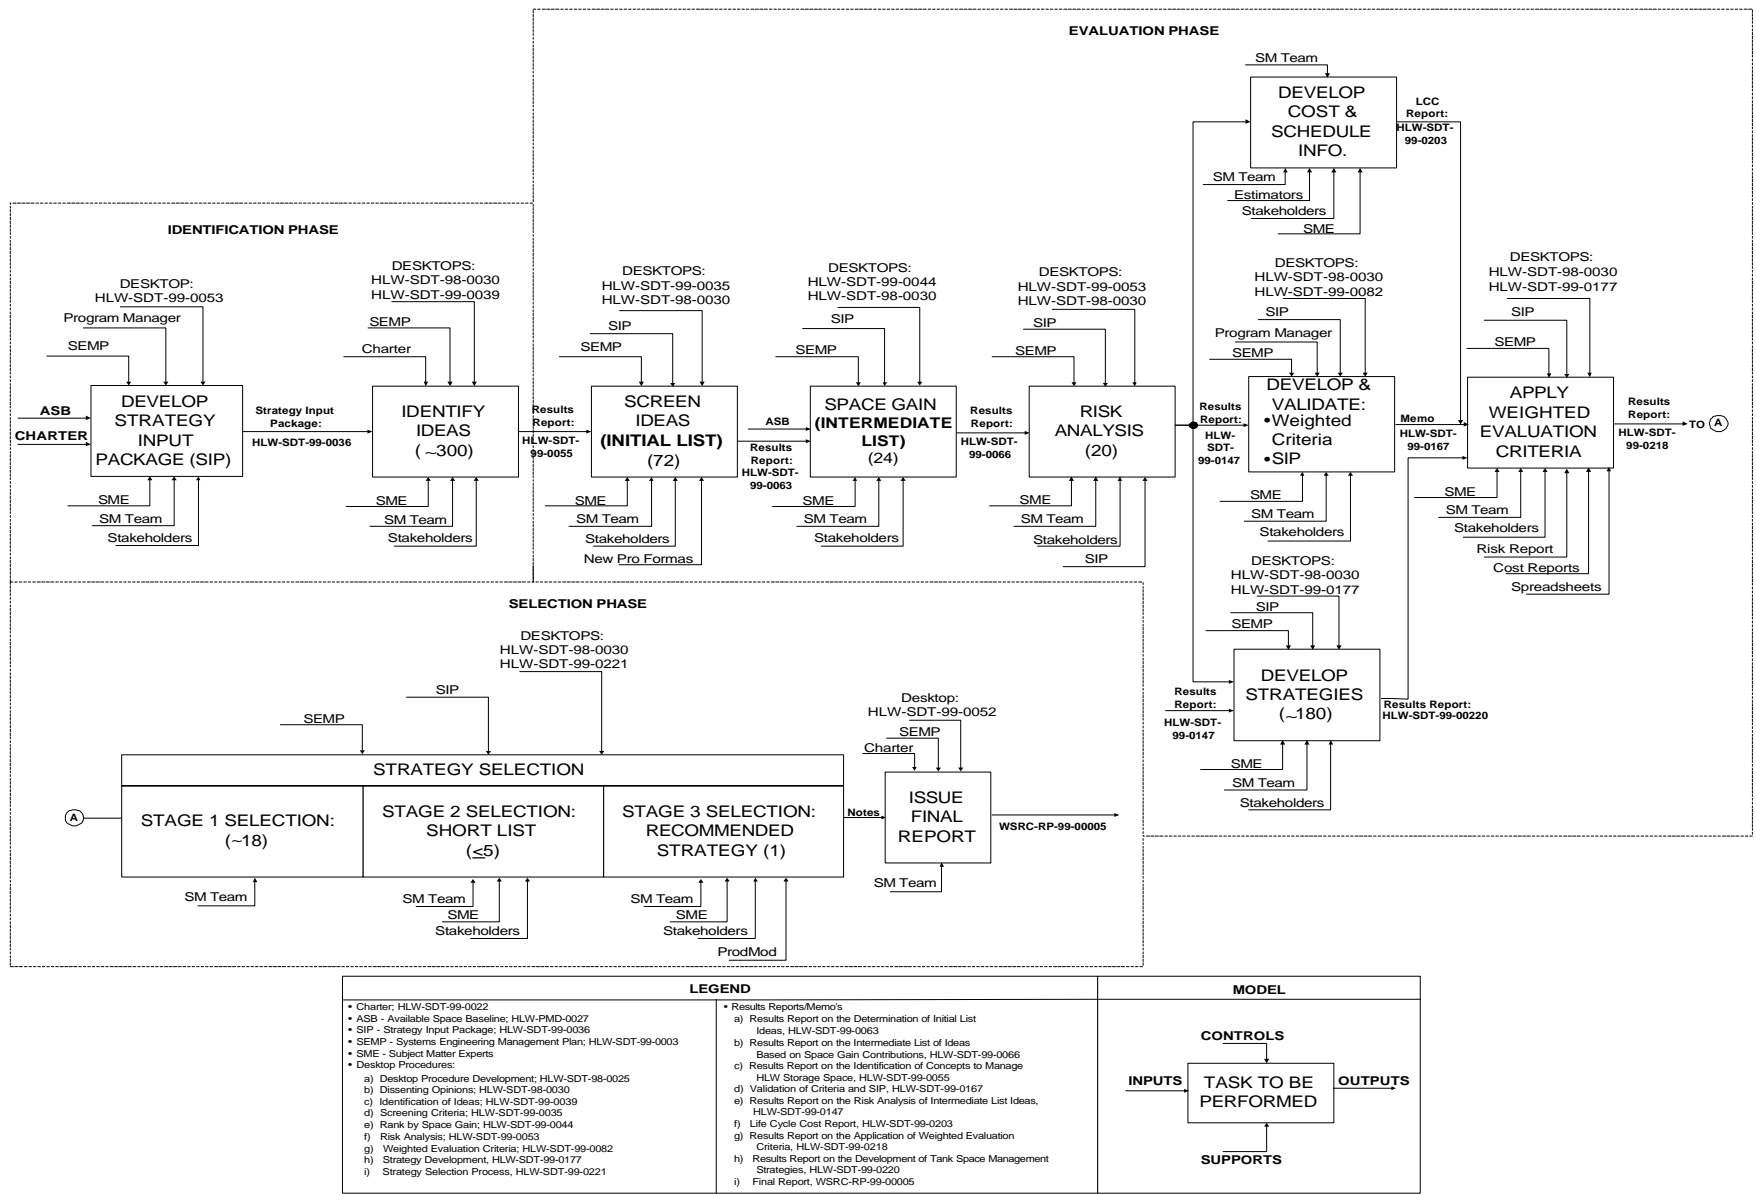 EVALUATION PHASE
SM Team
DEVELOP
COST &
SCHEDULE
INFO.
LCC
Report:
HLW-SDT-
99-0203
SM Team
Estimators
Stakeholders
SME
IDENTIFICATION PHASE
DESKTOP:
HLW-SDT-99-0053
Program Manager
SEMP
ASB
CHARTER
DEVELOP
STRATEGY
INPUT
PACKAGE (SIP)
SME
SM Team
Stakeholders
Strategy Input
Package:
HLW-SDT-99-0036
DESKTOPS:
HLW-SDT-98-0030
HLW-SDT-99-0039
SEMP
Charter
IDENTIFY
IDEAS
(~300)
SME
SM Team
Stakeholders
Results
Report:
HLW-SDT-
99-0055
DESKTOPS:
HLW-SDT-99-0035
HLW-SDT-98-0030
SIP
SEMP
SCREEN
IDEAS
(INITIAL LIST)
(72)
SME
SM Team
Stakeholders
New Pro Formas
ASB
Results
Report:
HLW-SDT-
99-0063
DESKTOPS:
HLW-SDT-99-0044
HLW-SDT-98-0030
SIP
SEMP
SPACE GAIN
(INTERMEDIATE
LIST)
(24)
SME
SM Team
Stakeholders
Results
Report:
HLW-SDT-
99-0066
DESKTOPS:
HLW-SDT-99-0053
HLW-SDT-98-0030
SIP
SEMP
RISK
ANALYSIS
(20)
SME
SM Team
Stakeholders
SIP
Results
Report:
HLW-
SDT-
99-0147
DESKTOPS:
HLW-SDT-98-0030
HLW-SDT-99-0082
SIP
Program Manager
SEMP
DEVELOP &
VALIDATE:
•Weighted
Criteria
•SIP
SME
SM Team
Stakeholders
Memo
HLW-SDT-
99-0167
DESKTOPS:
HLW-SDT-98-0030
HLW-SDT-99-0177
SIP
SEMP
APPLY
WEIGHTED
EVALUATION
CRITERIA
SME
SM Team
Stakeholders
Risk Report
Cost Reports
Spreadsheets
Results
Report:
HLW-SDT-
99-0218
TO A
DESKTOPS:
HLW-SDT-98-0030
HLW-SDT-99-0177
SIP
SEMP
Results
Report:
HLW-SDT-
99-0147
DEVELOP
STRATEGIES
(~180)
SME
SM Team
Stakeholders
Results Report:
HLW-SDT-99-00220
SELECTION PHASE
DESKTOPS:
HLW-SDT-98-0030
HLW-SDT-99-0221
SIP
SEMP
STRATEGY SELECTION
A
STAGE 1 SELECTION:
(~18)
SM Team
STAGE 2 SELECTION:
SHORT LIST
(≤5)
SM Team
SME
Stakeholders
STAGE 3 SELECTION:
RECOMMENDED
STRATEGY (1)
SM Team
SME
Stakeholders
ProdMod
Notes
Desktop:
HLW-SDT-99-0052
SEMP
Charter
ISSUE
FINAL
REPORT
SM Team
WSRC-RP-99-00005
LEGEND
• Charter; HLW-SDT-99-0022
• ASB - Available Space Baseline; HLW-PMD-0027
• SIP - Strategy Input Package; HLW-SDT-99-0036
• SEMP - Systems Engineering Management Plan; HLW-SDT-99-0003
• SME - Subject Matter Experts
• Desktop Procedures:
a) Desktop Procedure Development; HLW-SDT-98-0025
b) Dissenting Opinions; HLW-SDT-98-0030
c) Identification of Ideas; HLW-SDT-99-0039
d) Screening Criteria; HLW-SDT-99-0035
e) Rank by Space Gain; HLW-SDT-99-0044
f) Risk Analysis; HLW-SDT-99-0053
g) Weighted Evaluation Criteria; HLW-SDT-99-0082
h) Strategy Development, HLW-SDT-99-0177
i) Strategy Selection Process, HLW-SDT-99-0221
• Results Reports/Memo's
a) Results Report on the Determination of Initial List
Ideas, HLW-SDT-99-0063
b) Results Report on the Intermediate List of Ideas
Based on Space Gain Contributions, HLW-SDT-99-0066
c) Results Report on the Identification of Concepts to Manage
HLW Storage Space, HLW-SDT-99-0055
d) Validation of Criteria and SIP, HLW-SDT-99-0167
e) Results Report on the Risk Analysis of Intermediate List Ideas,
HLW-SDT-99-0147
f) Life Cycle Cost Report, HLW-SDT-99-0203
g) Results Report on the Application of Weighted Evaluation
Criteria, HLW-SDT-99-0218
h) Results Report on the Development of Tank Space Management
Strategies, HLW-SDT-99-0220
i) Final Report, WSRC-RP-99-00005
MODEL
CONTROLS
INPUTS
TASK TO BE
PERFORMED
OUTPUTS
SUPPORTS